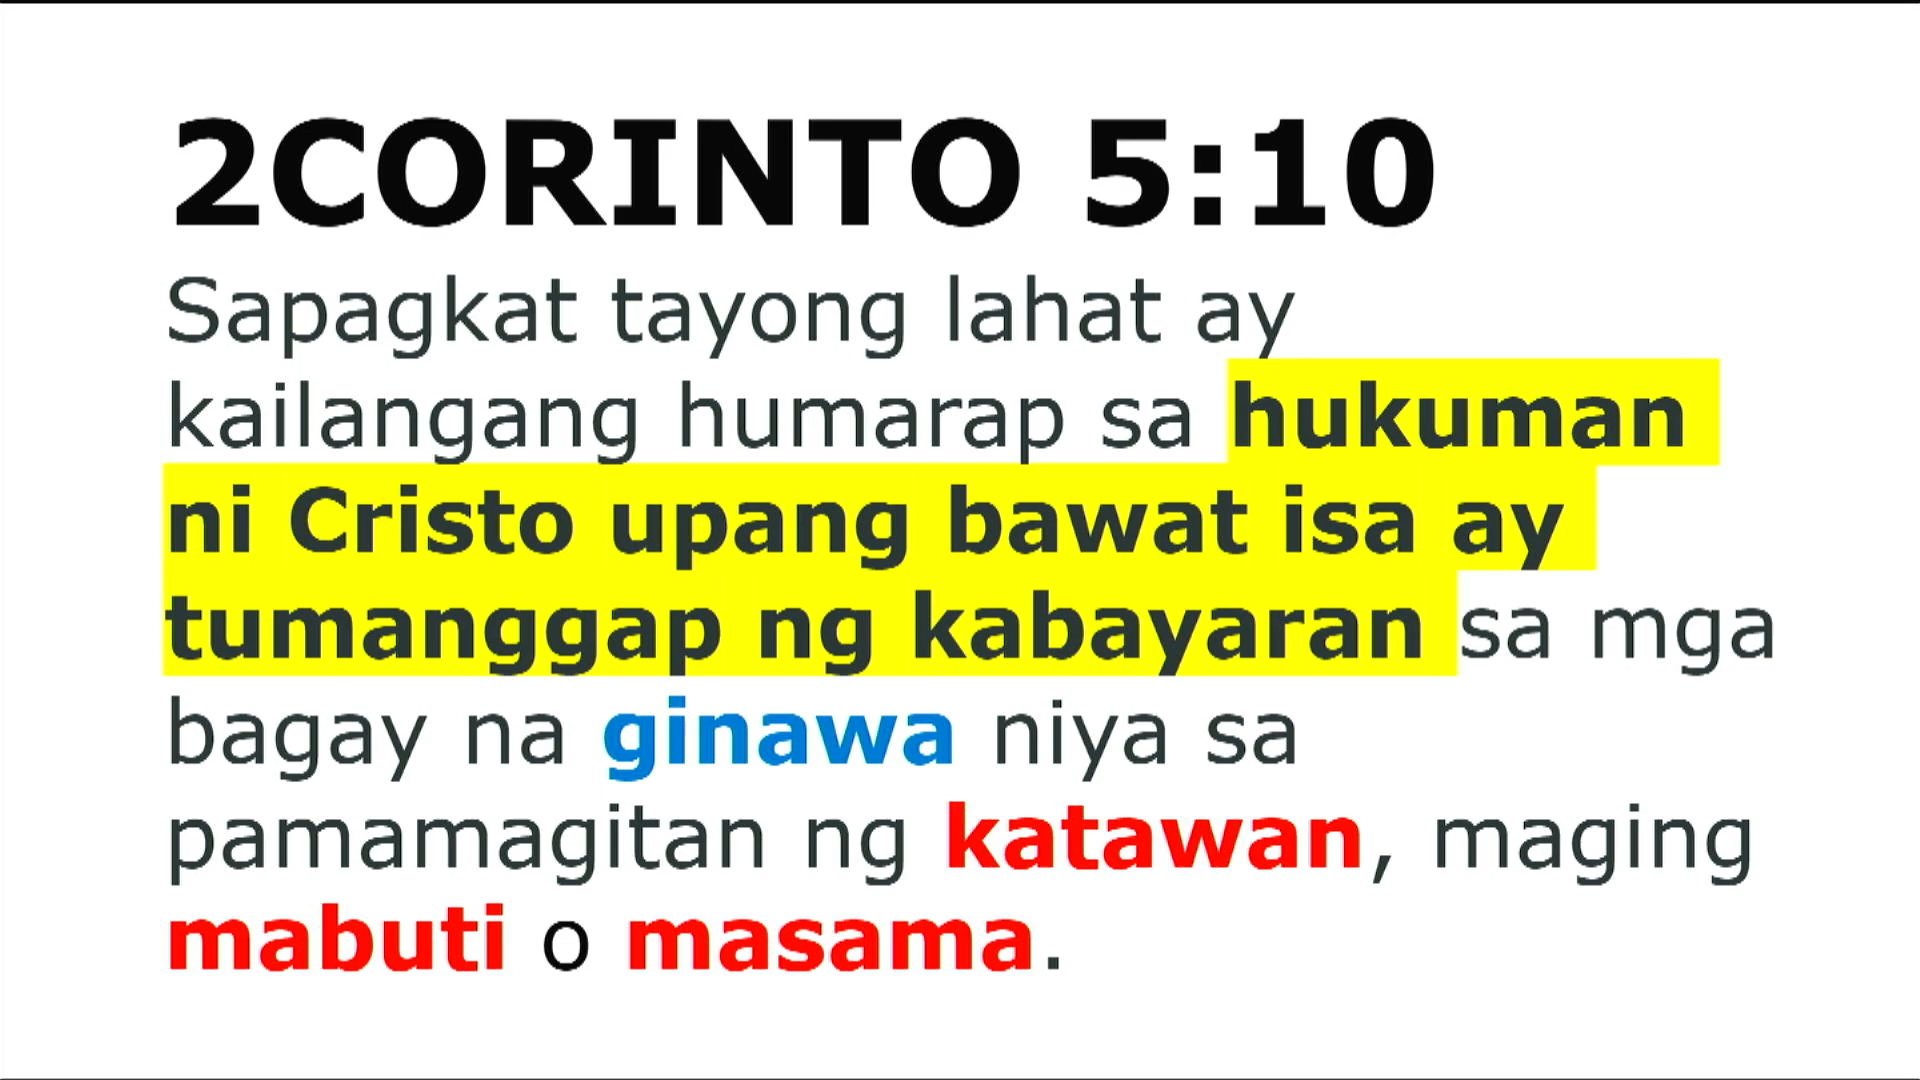 2CORINTO 5:10
Sapagkat tayong lahat ay
kailangang humarap sa hukuman
ni Cristo upang bawat isa ay
tumanggap ng kabayaran sa mga
bagay na ginawa niya sa
pamamagitan ng katawan, maging
mabuti o masama.